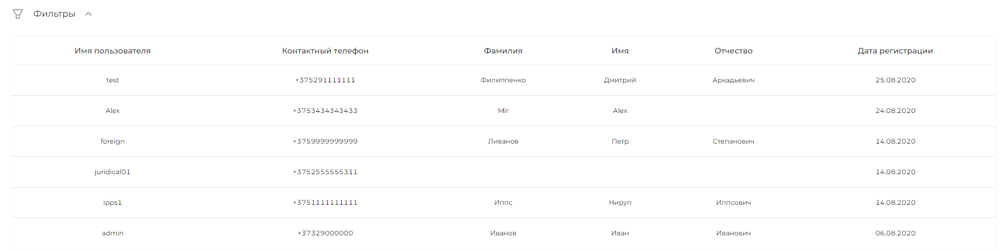 Фильтры
Имя пользователя Контактный телефон Фамилия Имя Отчество Дата регистрации
test +375291111111 Филиппенко Дмитрий Аркадьевич 25.08.2020
Alex +3753434343433 Mir Alex 24.08.2020
foreign +3759999999999 Ливанов Петр Степанович 14.08.2020
juridical01 +3752555555311 14.08.2020
ipps1 +3751111111111 Иппс Нируп Иппсович 14.08.2020
admin +37329000000 Иванов Иван Иванович 06.08.2020